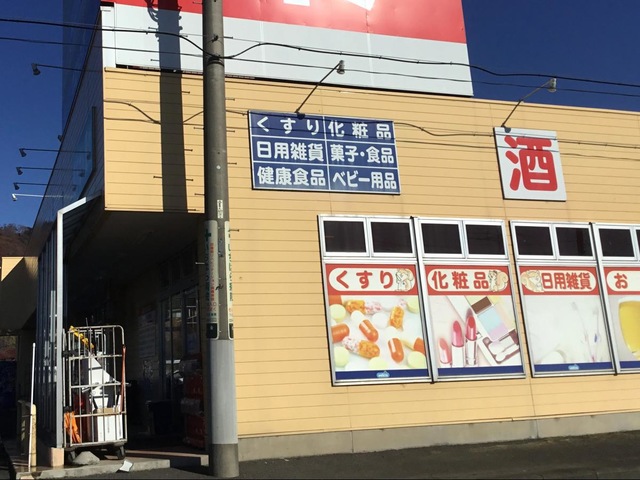 くすり 化粧品
日用雑貨 菓子・食品
健康食品 ベビー用品
酒
くすり
化粧品
日用雑貨
お